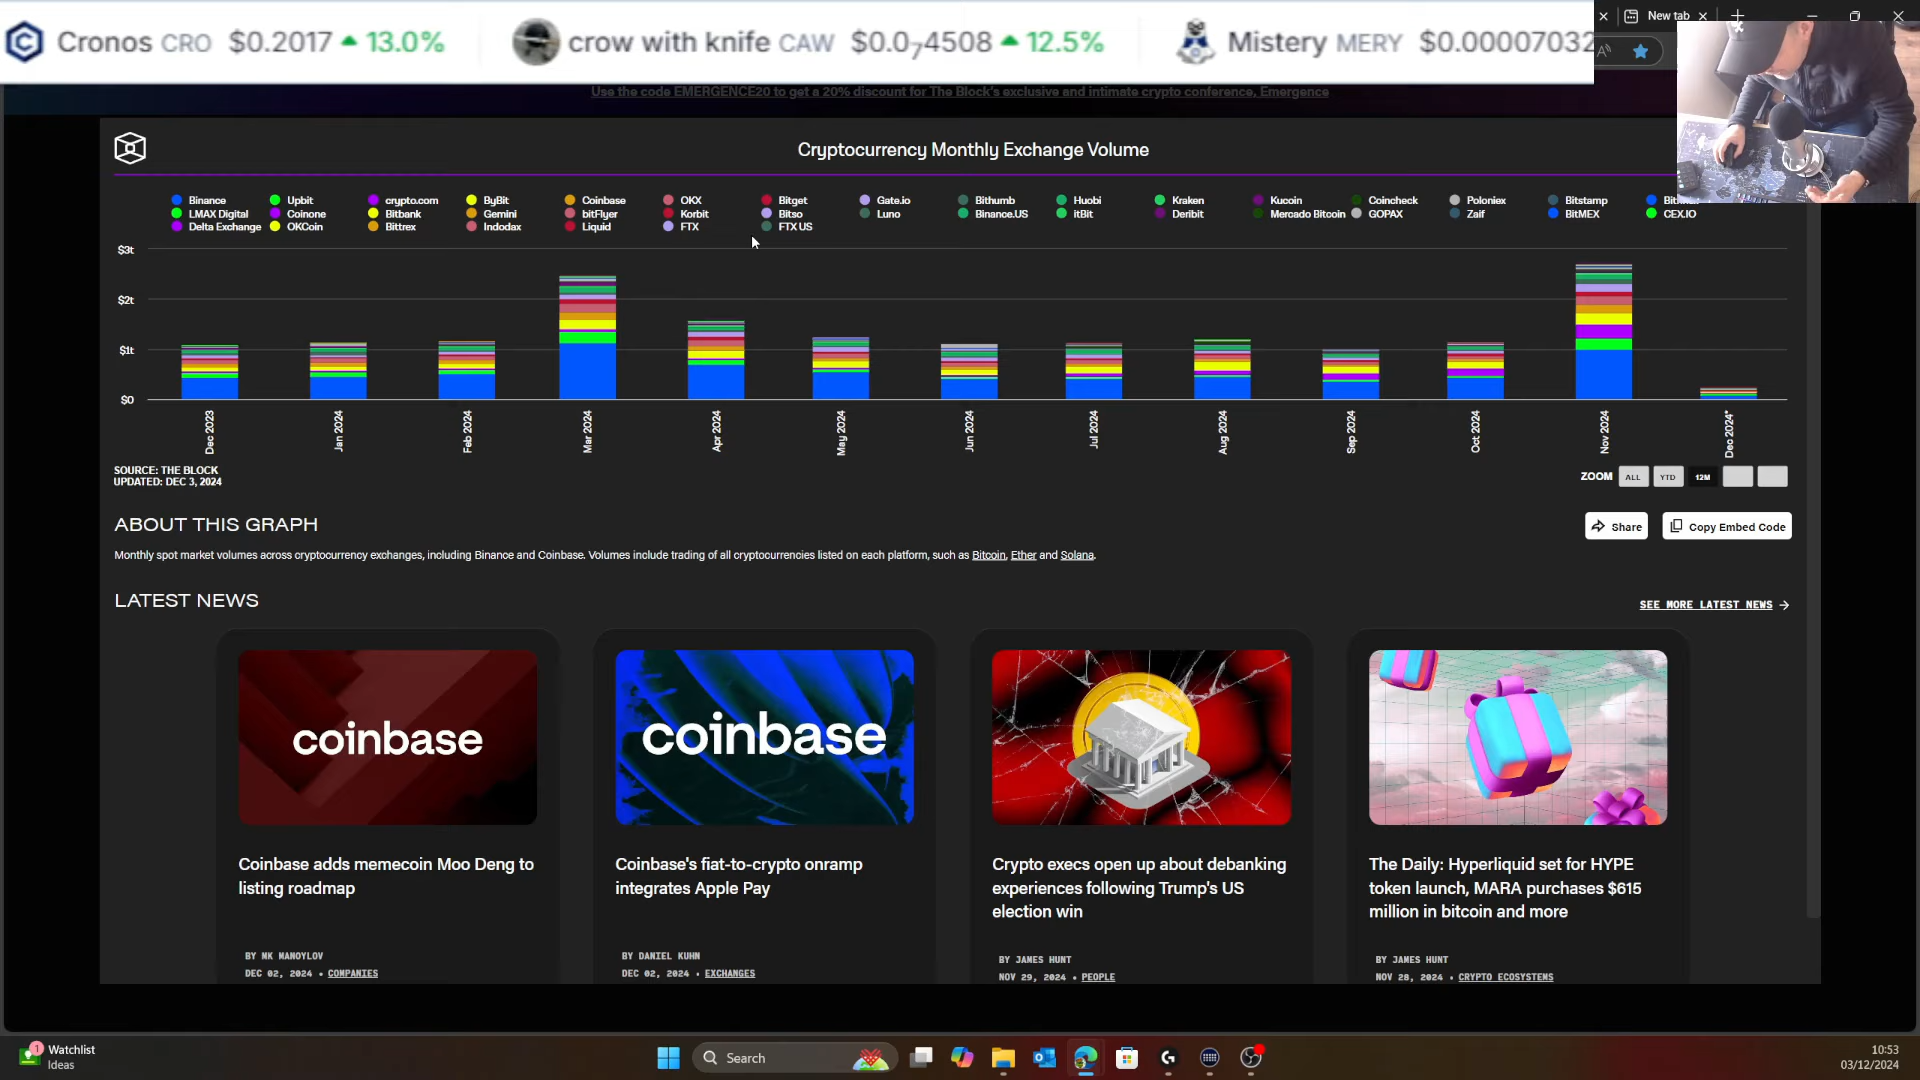 Cronos CRO $0.2017 ▲ 13.0%
crow with knife CAW $0.0₇4508 ▲ 12.5%
Mistery MERY $0.00007032
New tab
Use the code EMERGENCE20 to get a 20% discount for The Block's exclusive and intimate crypto conference, Emergence
Cryptocurrency Monthly Exchange Volume
Binance Upbit crypto.com ByBit Coinbase OKX Bitget Gate.io Bithumb Huobi Kraken Kucoin Coincheck Poloniex Bitstamp
LMAX Digital Coinone Bitbank Gemini bitFlyer Korbit Bitso Luno Binance.US itBit Deribit Mercado Bitcoin GOPAX Zaif BitMEX CEX.IO
Delta Exchange OKCoin Bittrex Indodax Liquid FTX FTX US
$3t
$2t
$1t
$0
Dec 2023 Jan 2024 Feb 2024 Mar 2024 Apr 2024 May 2024 Jun 2024 Jul 2024 Aug 2024 Sep 2024 Oct 2024 Nov 2024 Dec 2024*
SOURCE: THE BLOCK
UPDATED: DEC 3, 2024
ZOOM ALL YTD 12M
ABOUT THIS GRAPH
Share
Copy Embed Code
Monthly spot market volumes across cryptocurrency exchanges, including Binance and Coinbase. Volumes include trading of all cryptocurrencies listed on each platform, such as Bitcoin, Ether and Solana.
LATEST NEWS
SEE MORE LATEST NEWS →
coinbase
Coinbase adds memecoin Moo Deng to
listing roadmap
BY MK MANOYLOV
DEC 02, 2024 • COMPANIES
coinbase
Coinbase's fiat-to-crypto onramp
integrates Apple Pay
BY DANIEL KUHN
DEC 02, 2024 • EXCHANGES
Crypto execs open up about debanking
experiences following Trump's US
election win
BY JAMES HUNT
NOV 29, 2024 • PEOPLE
The Daily: Hyperliquid set for HYPE
token launch, MARA purchases $615
million in bitcoin and more
BY JAMES HUNT
NOV 28, 2024 • CRYPTO ECOSYSTEMS
1
Watchlist
Ideas
Search
10:53
03/12/2024